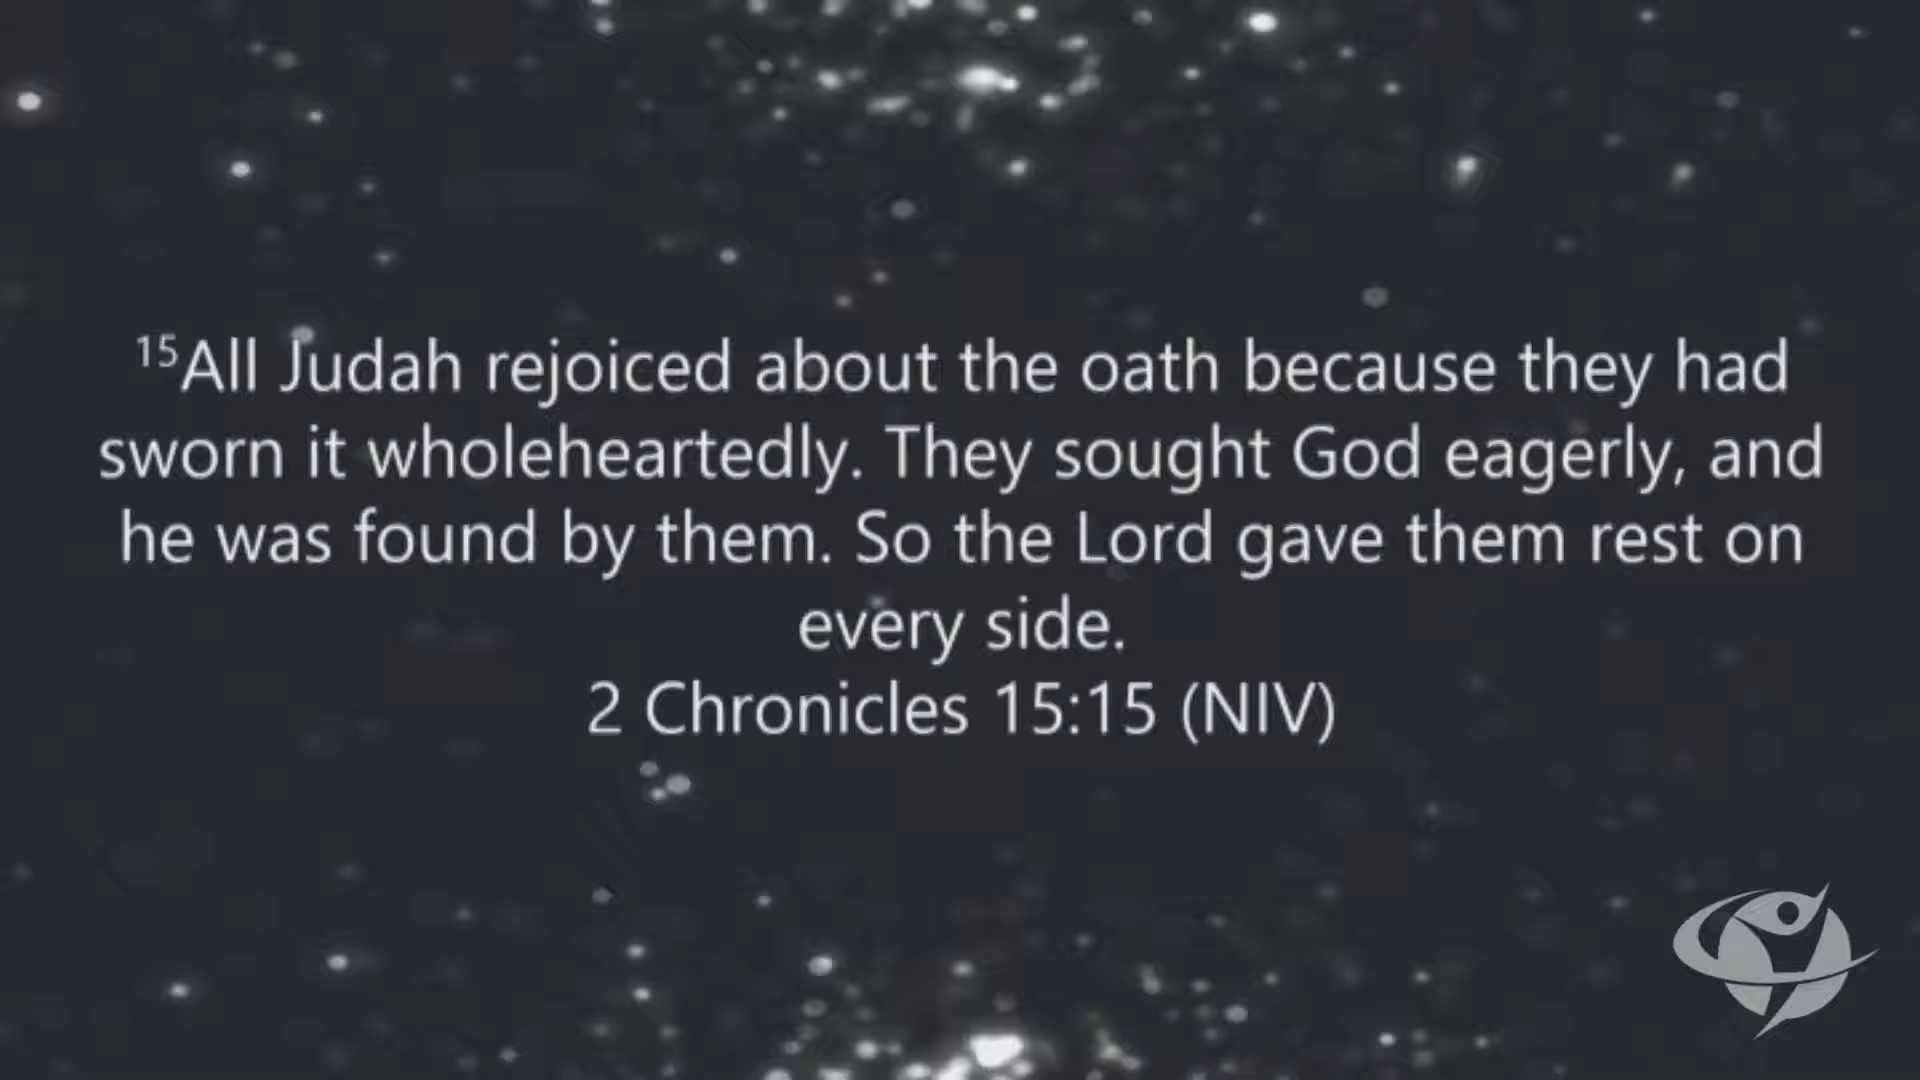 15All Judah rejoiced about the oath because they had
sworn it wholeheartedly. They sought God eagerly, and
he was found by them. So the Lord gave them rest on
every side.
2 Chronicles 15:15 (NIV)